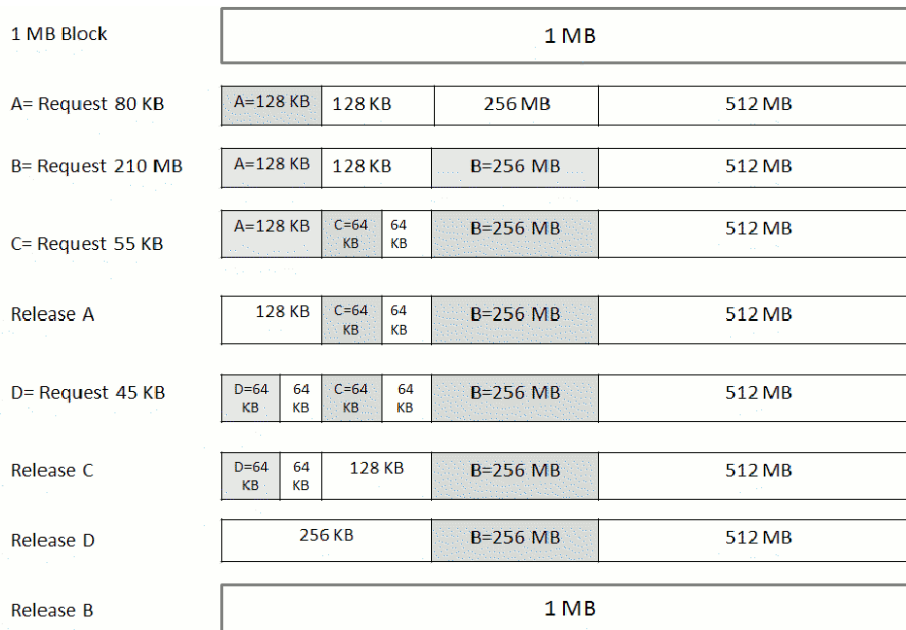 1 MB Block
1 MB
A= Request 80 KB
A=128 KB
128 KB
256 MB
512 MB
B= Request 210 MB
A=128 KB
128 KB
B=256 MB
512 MB
C= Request 55 KB
A=128 KB
C=64
KB
64
KB
B=256 MB
512 MB
Release A
128 KB
C=64
KB
64
KB
B=256 MB
512 MB
D= Request 45 KB
D=64
KB
64
KB
C=64
KB
64
KB
B=256 MB
512 MB
Release C
D=64
KB
64
KB
128 KB
B=256 MB
512 MB
Release D
256 KB
B=256 MB
512 MB
Release B
1 MB